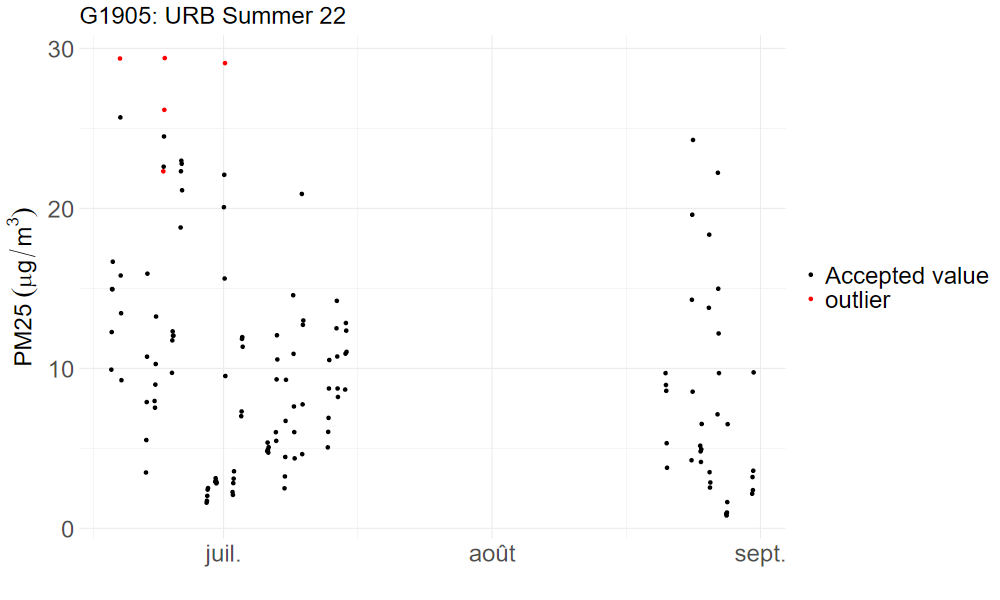 G1905: URB Summer 22
30
20
10
0
PM25 (μg/m³)
juil.
août
sept.
Accepted value
outlier